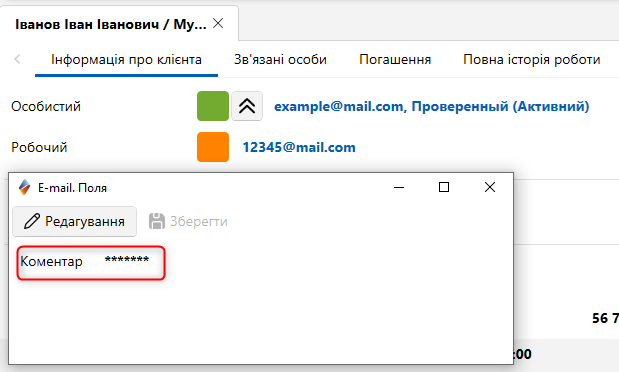 Іванов Іван Іванович / Му...
Інформація про клієнта Зв'язані особи Погашення Повна історія роботи
Особистий example@mail.com, Проверенный (Активний)
Робочий 12345@mail.com
E-mail. Поля
Редагування Зберегти
Коментар *******
56 7
:00